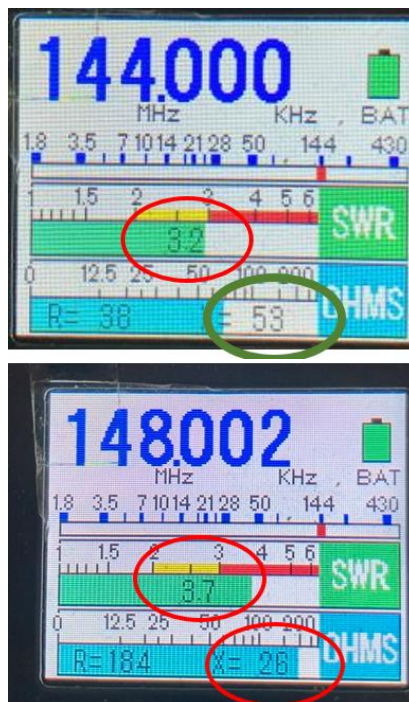 144.000
MHz KHz , BAT
1.8 3.5 7 10 14 21 28 50 144 430
1 1.5 2 3 4 5 6
3.2 SWR
0 12.5 25 50 100 200
R= 38 = 53 OHMS
148.002
MHz KHz , BAT
1.8 3.5 7 10 14 21 28 50 144 430
1 1.5 2 3 4 5 6
3.7 SWR
0 12.5 25 50 100 200
R=184 X= 26 OHMS